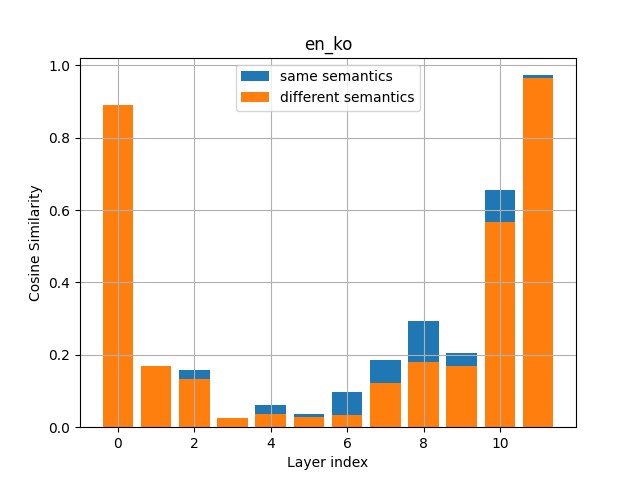 en_ko
same semantics
different semantics
1.0
0.8
0.6
0.4
0.2
0.0
Cosine Similarity
0 2 4 6 8 10
Layer index